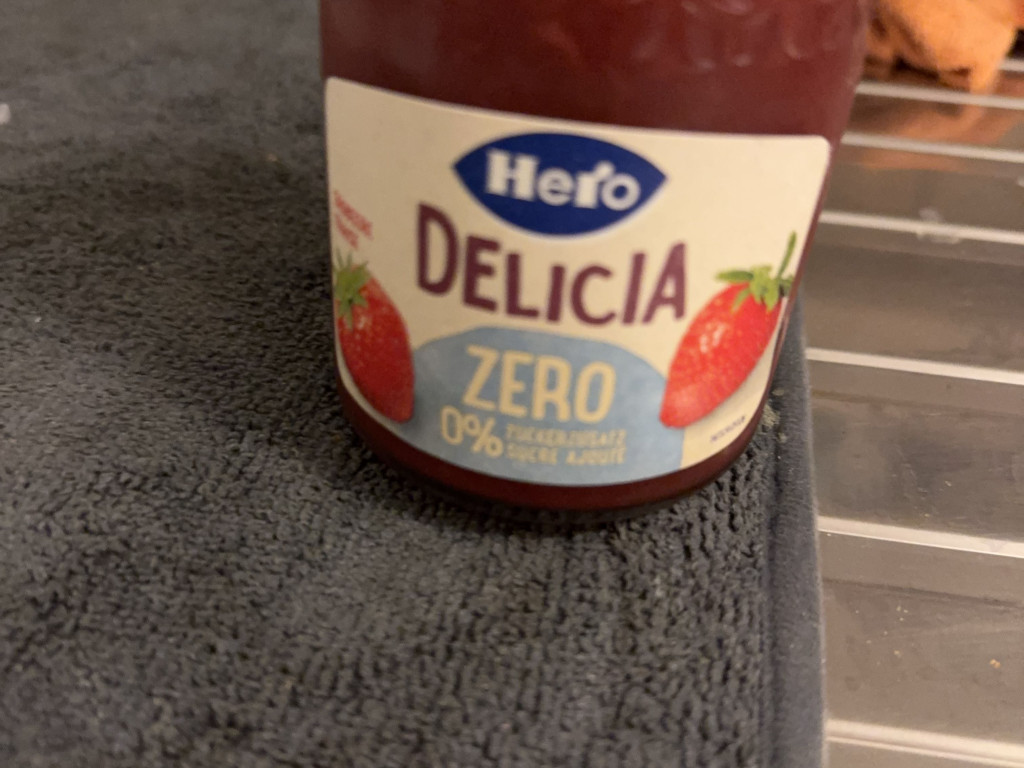 Hero
DELICIA
ZERO
0% ZUCKERZUSATZ
SUCRE AJOUTÉ